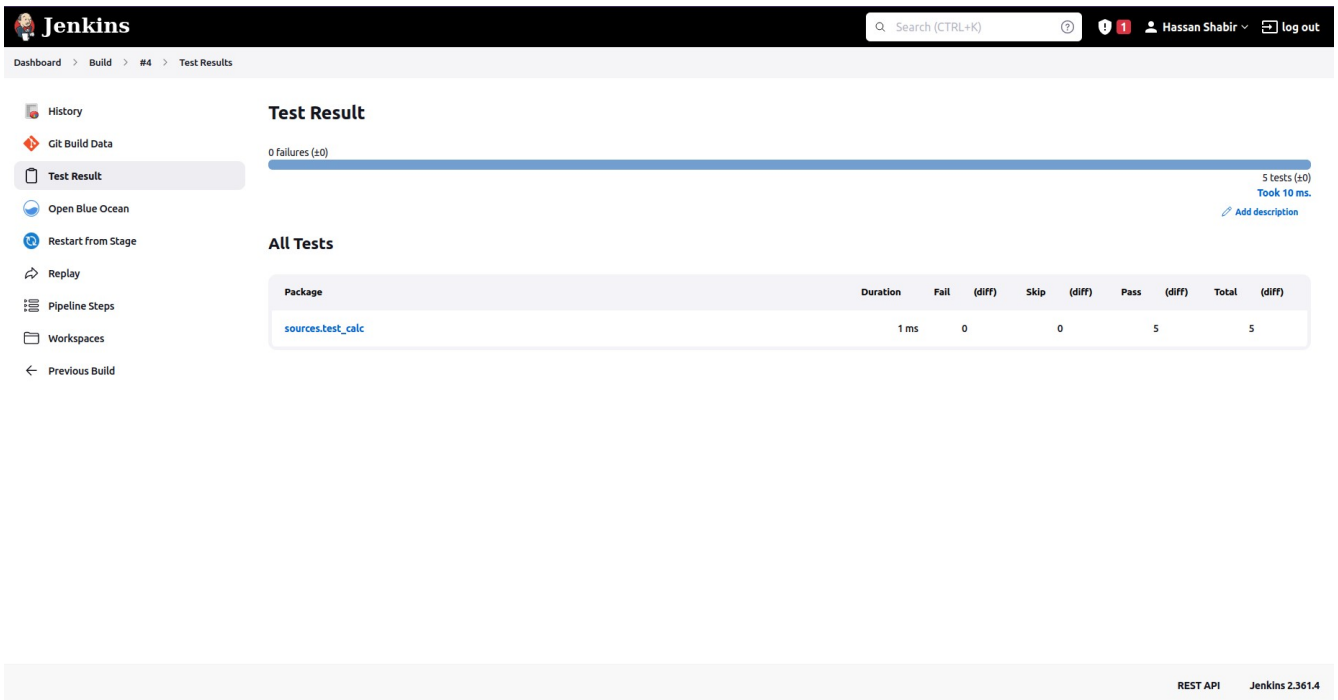 Jenkins
Search (CTRL+K)
?
1
Hassan Shabir
log out
Dashboard > Build > #4 > Test Results
History
Git Build Data
Test Result
Open Blue Ocean
Restart from Stage
Replay
Pipeline Steps
Workspaces
Previous Build
Test Result
0 failures (±0)
5 tests (±0)
Took 10 ms.
Add description
All Tests
Package Duration Fail (diff) Skip (diff) Pass (diff) Total (diff)
sources.test_calc 1 ms 0 0 5 5
REST API Jenkins 2.361.4